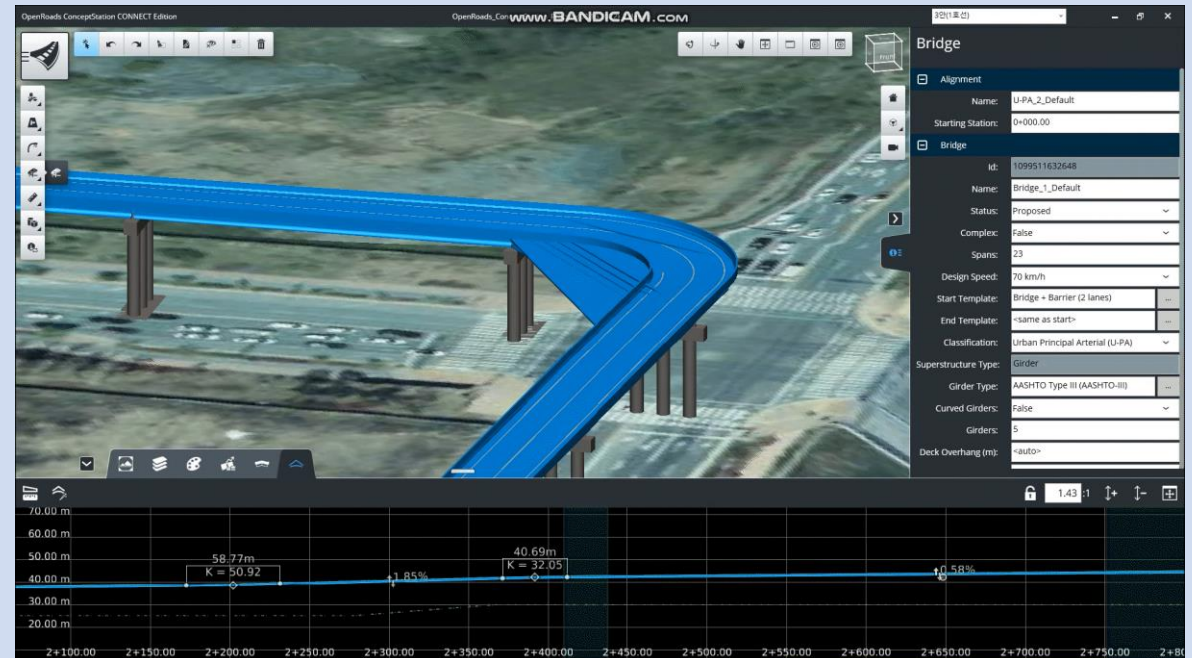 OpenRoads ConceptStation CONNECT Edition
OpenRoads_Con
www.BANDICAM.com
3안(1호선)
Bridge
Alignment
Name: U-PA_2_Default
Starting Station: 0+000.00
Bridge
Id: 1099511632648
Name: Bridge_1_Default
Status: Proposed
Complex: False
Spans: 23
Design Speed: 70 km/h
Start Template: Bridge + Barrier (2 lanes) ...
End Template: <same as start> ...
Classification: Urban Principal Arterial (U-PA)
Superstructure Type: Girder
Girder Type: AASHTO Type III (AASHTO-III) ...
Curved Girders: False
Girders: 5
Deck Overhang (m): <auto>
1.43 :1
70.00 m
60.00 m
50.00 m
40.00 m
30.00 m
20.00 m
58.77m
K = 50.92
1.85%
40.69m
K = 32.05
0.58%
2+100.00 2+150.00 2+200.00 2+250.00 2+300.00 2+350.00 2+400.00 2+450.00 2+500.00 2+550.00 2+600.00 2+650.00 2+700.00 2+750.00 2+80